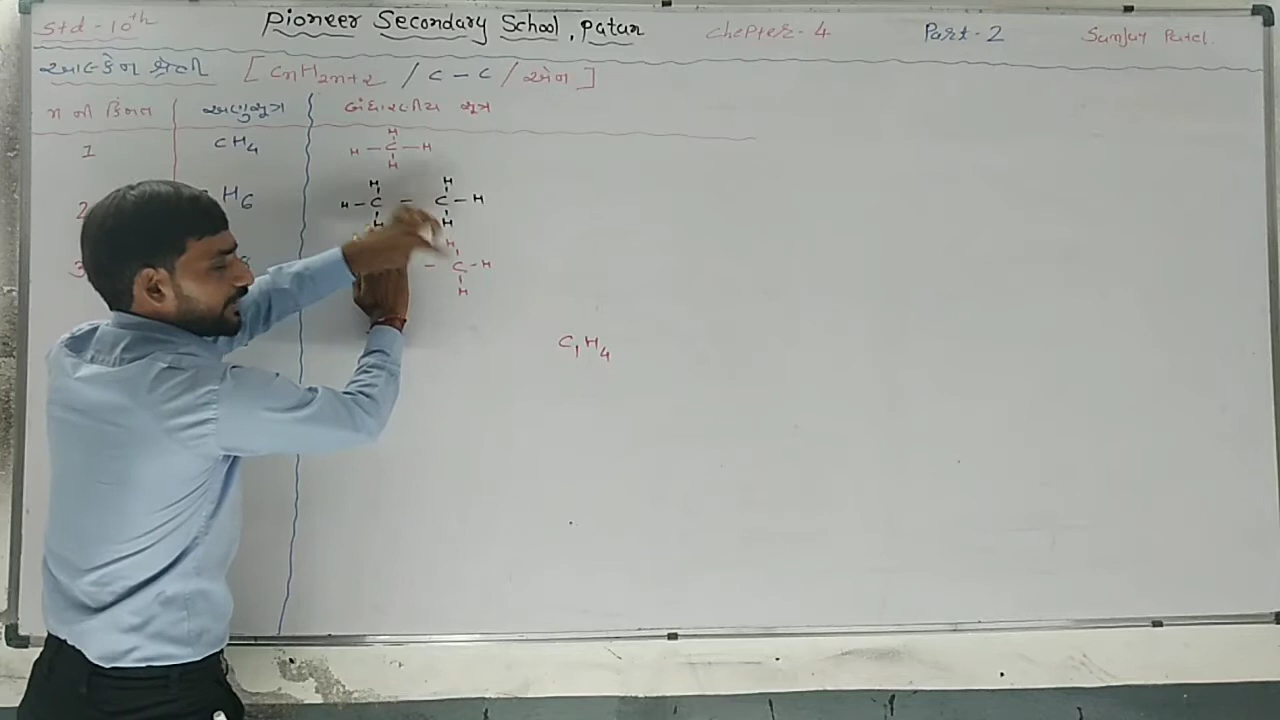 Std - 10th Pioneer Secondary School, Patan Chepter - 4 Part - 2 Sanjay Patel.
આલ્કેન શ્રેણી [ CnH2n+2 / C - C / એન ]
n ની કિંમત અણુસૂત્ર બંધારણીય સૂત્ર
1 CH4
H
H - C - H
H
2 H6
H H
H - C - C - H
H H
3
H
- C - H
H
C1H4